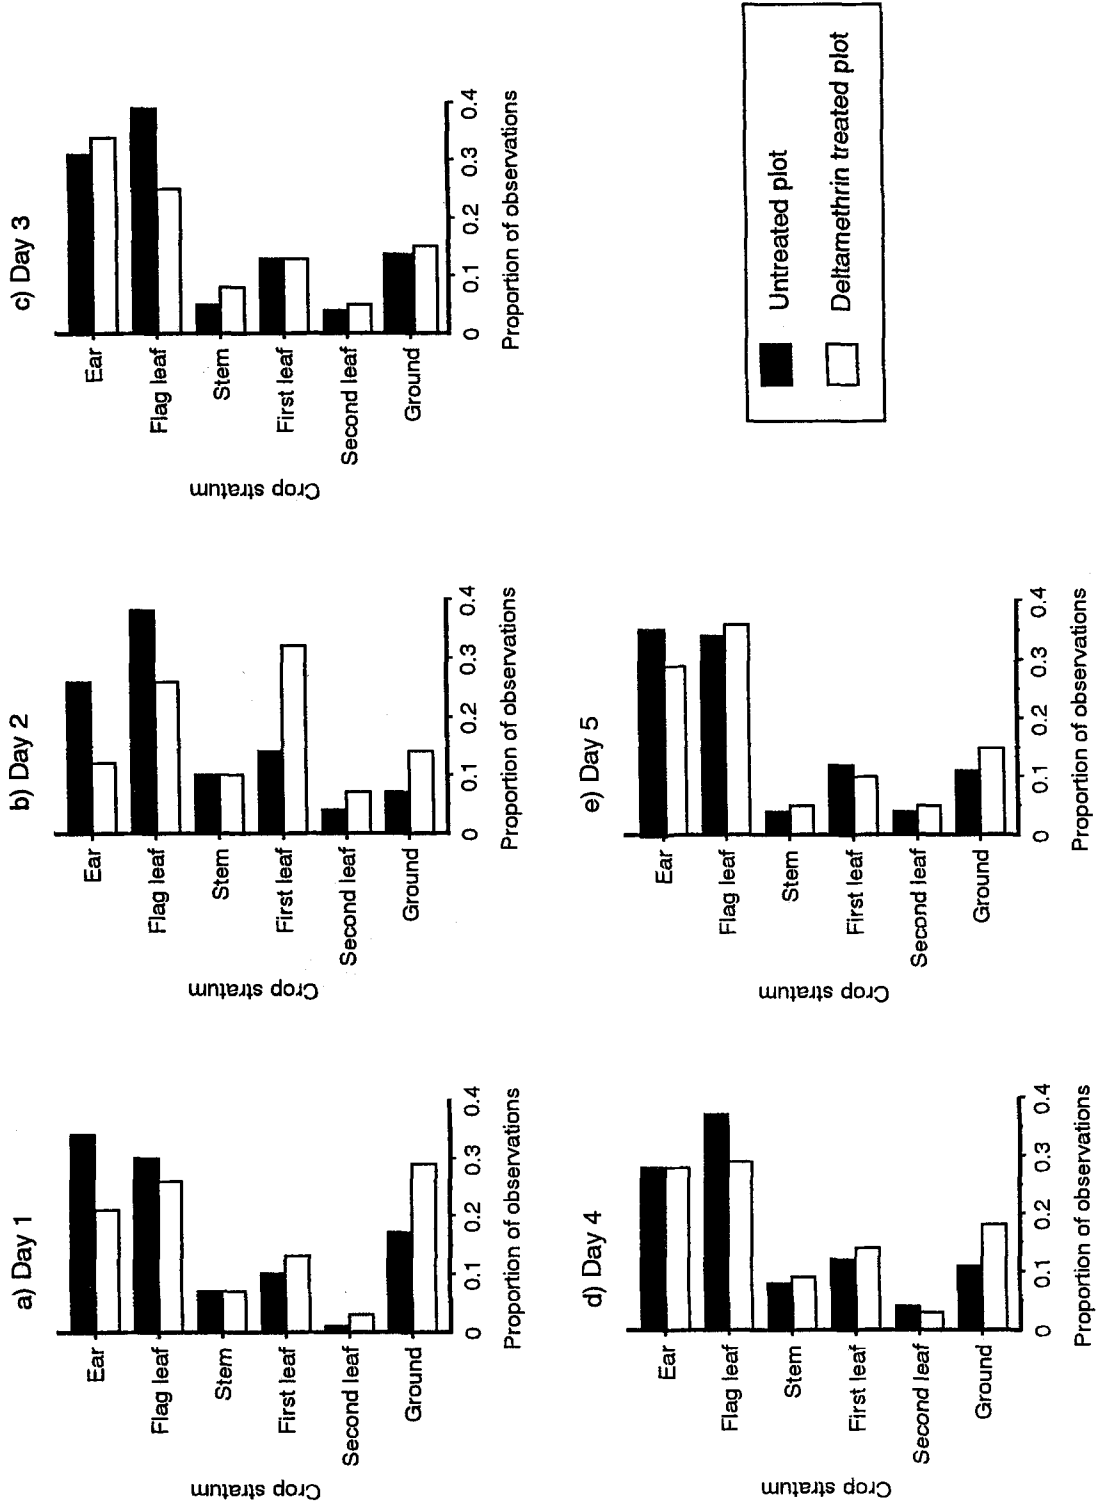 a) Day 1
Crop stratum
Ear
Flag leaf
Stem
First leaf
Second leaf
Ground
0 0.1 0.2 0.3 0.4
Proportion of observations
b) Day 2
Crop stratum
Ear
Flag leaf
Stem
First leaf
Second leaf
Ground
0 0.1 0.2 0.3 0.4
Proportion of observations
c) Day 3
Crop stratum
Ear
Flag leaf
Stem
First leaf
Second leaf
Ground
0 0.1 0.2 0.3 0.4
Proportion of observations
d) Day 4
Crop stratum
Ear
Flag leaf
Stem
First leaf
Second leaf
Ground
0 0.1 0.2 0.3 0.4
Proportion of observations
e) Day 5
Crop stratum
Ear
Flag leaf
Stem
First leaf
Second leaf
Ground
0 0.1 0.2 0.3 0.4
Proportion of observations
Untreated plot
Deltamethrin treated plot